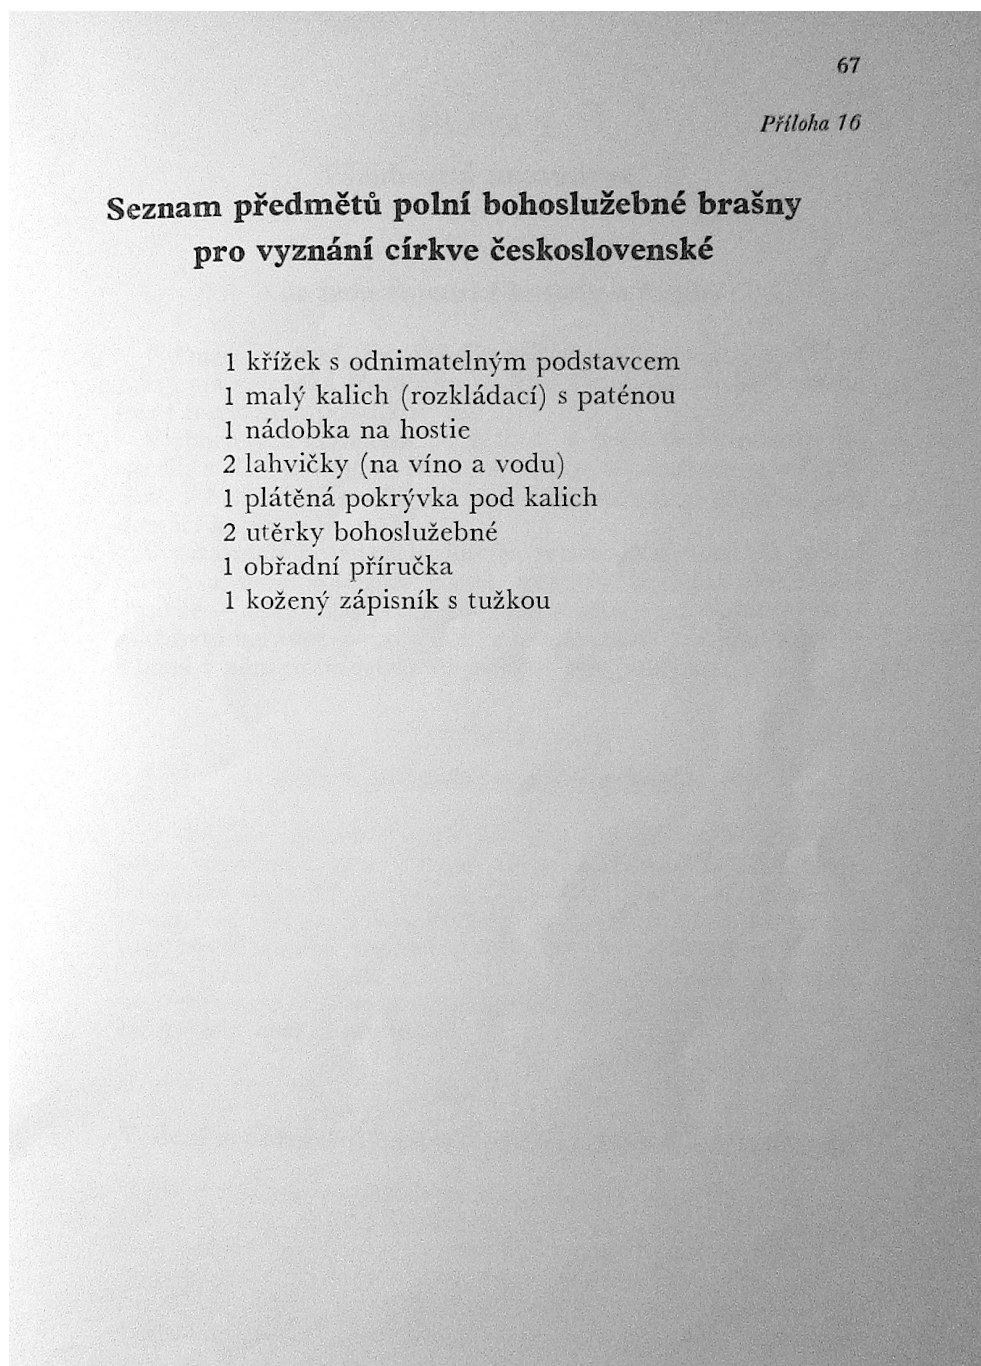 67
Příloha 16
Seznam předmětů polní bohoslužebné brašny
pro vyznání církve československé
1 křížek s odnimatelným podstavcem
1 malý kalich (rozkládací) s paténou
1 nádobka na hostie
2 lahvičky (na víno a vodu)
1 plátěná pokrývka pod kalich
2 utěrky bohoslužebné
1 obřadní příručka
1 kožený zápisník s tužkou